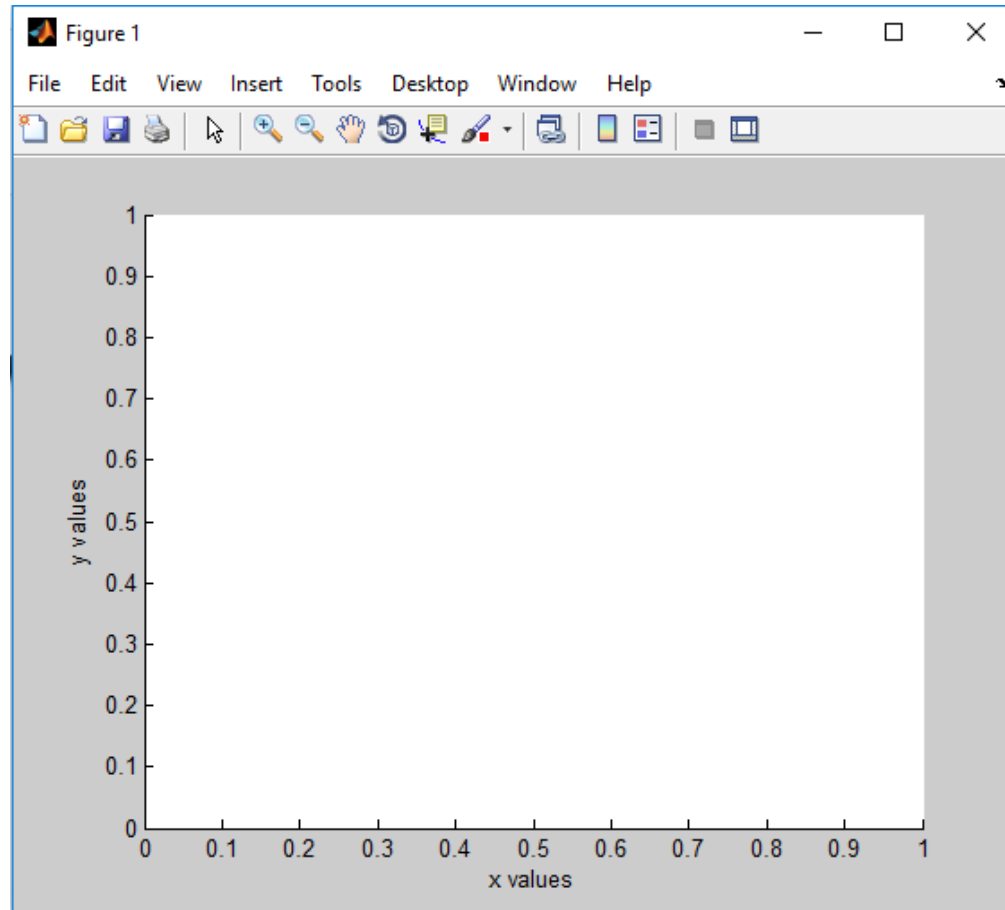 Figure 1
File Edit View Insert Tools Desktop Window Help
1
0.9
0.8
0.7
0.6
0.5
0.4
0.3
0.2
0.1
0
y values
0 0.1 0.2 0.3 0.4 0.5 0.6 0.7 0.8 0.9 1
x values